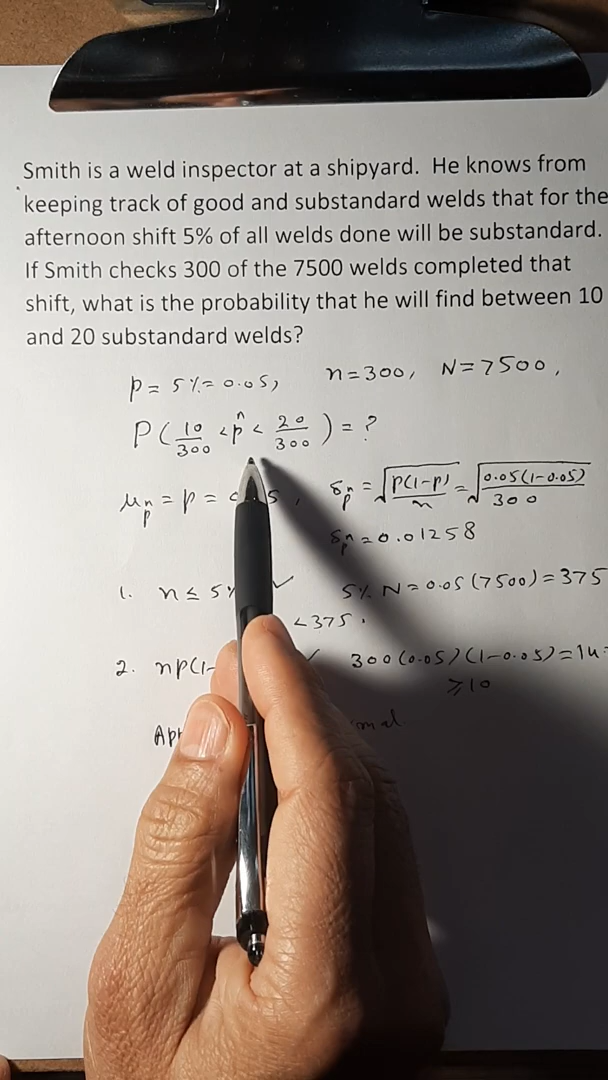 Smith is a weld inspector at a shipyard. He knows from
keeping track of good and substandard welds that for the
afternoon shift 5% of all welds done will be substandard.
If Smith checks 300 of the 7500 welds completed that
shift, what is the probability that he will find between 10
and 20 substandard welds?
p = 5% = 0.05, n = 300, N = 7500,
P(10/300 < p̂ < 20/300) = ?
μp̂ = p = 5, δp̂ = √(p(1-p)/n) = √(0.05(1-0.05)/300)
δp̂ = 0.01258
1. n ≤ 5% ✓ 5% N = 0.05(7500) = 375
< 375.
2. np(1- ✓ 300(0.05)(1-0.05) = 14.
≥ 10